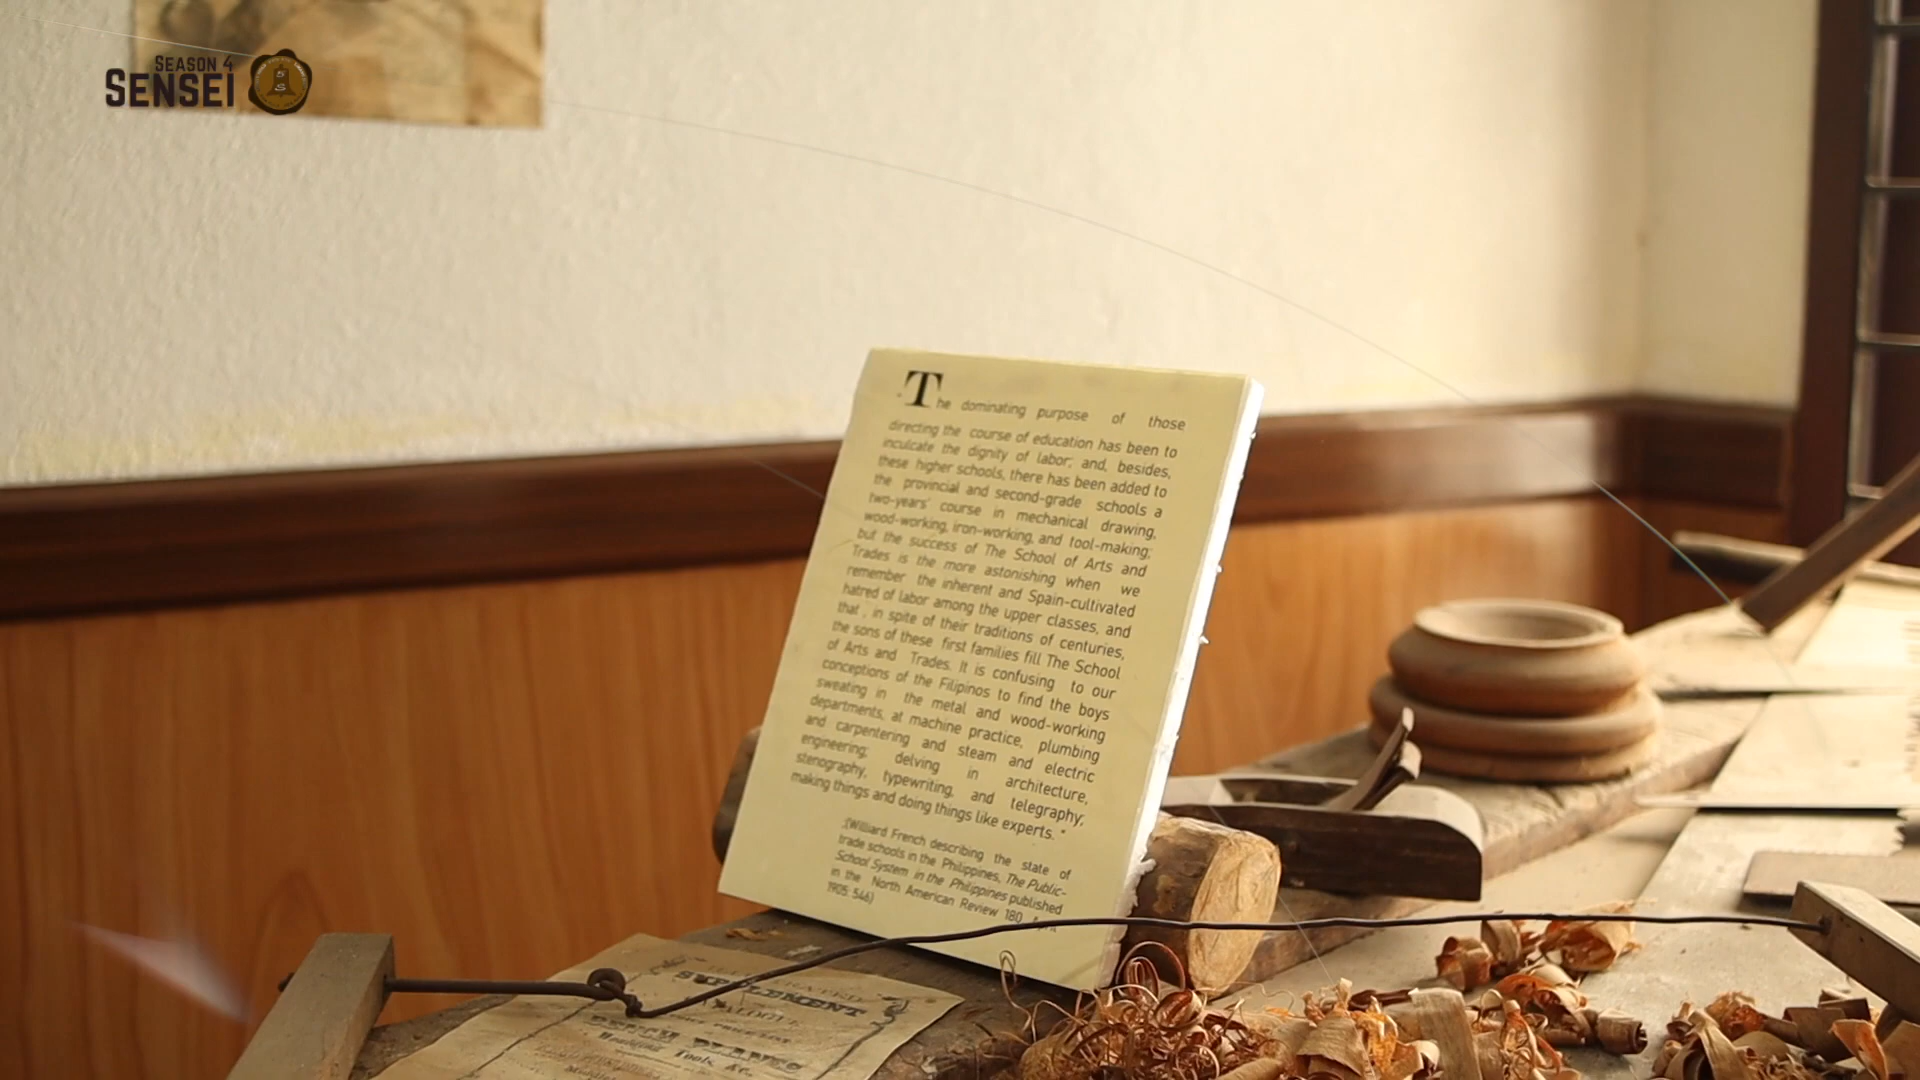 SEASON 4
SENSEI
The dominating purpose of those
directing the course of education has been to
inculcate the dignity of labor; and, besides,
these higher schools, there has been added to
the provincial and second-grade schools a
two-years' course in mechanical drawing,
wood-working, iron-working, and tool-making;
but the success of The School of Arts and
Trades is the more astonishing when we
remember the inherent and Spain-cultivated
hatred of labor among the upper classes, and
that , in spite of their traditions of centuries,
the sons of these first families fill The School
of Arts and Trades. It is confusing to our
conceptions of the Filipinos to find the boys
sweating in the metal and wood-working
departments, at machine practice, plumbing
and carpentering and steam and electric
engineering; delving in architecture,
stenography, typewriting, and telegraphy;
making things and doing things like experts. "
(Williard French describing the state of
trade schools in the Philippines, The Public-
School System in the Philippines published
in the North American Review 180 April
1905: 546)
Tools, &c.